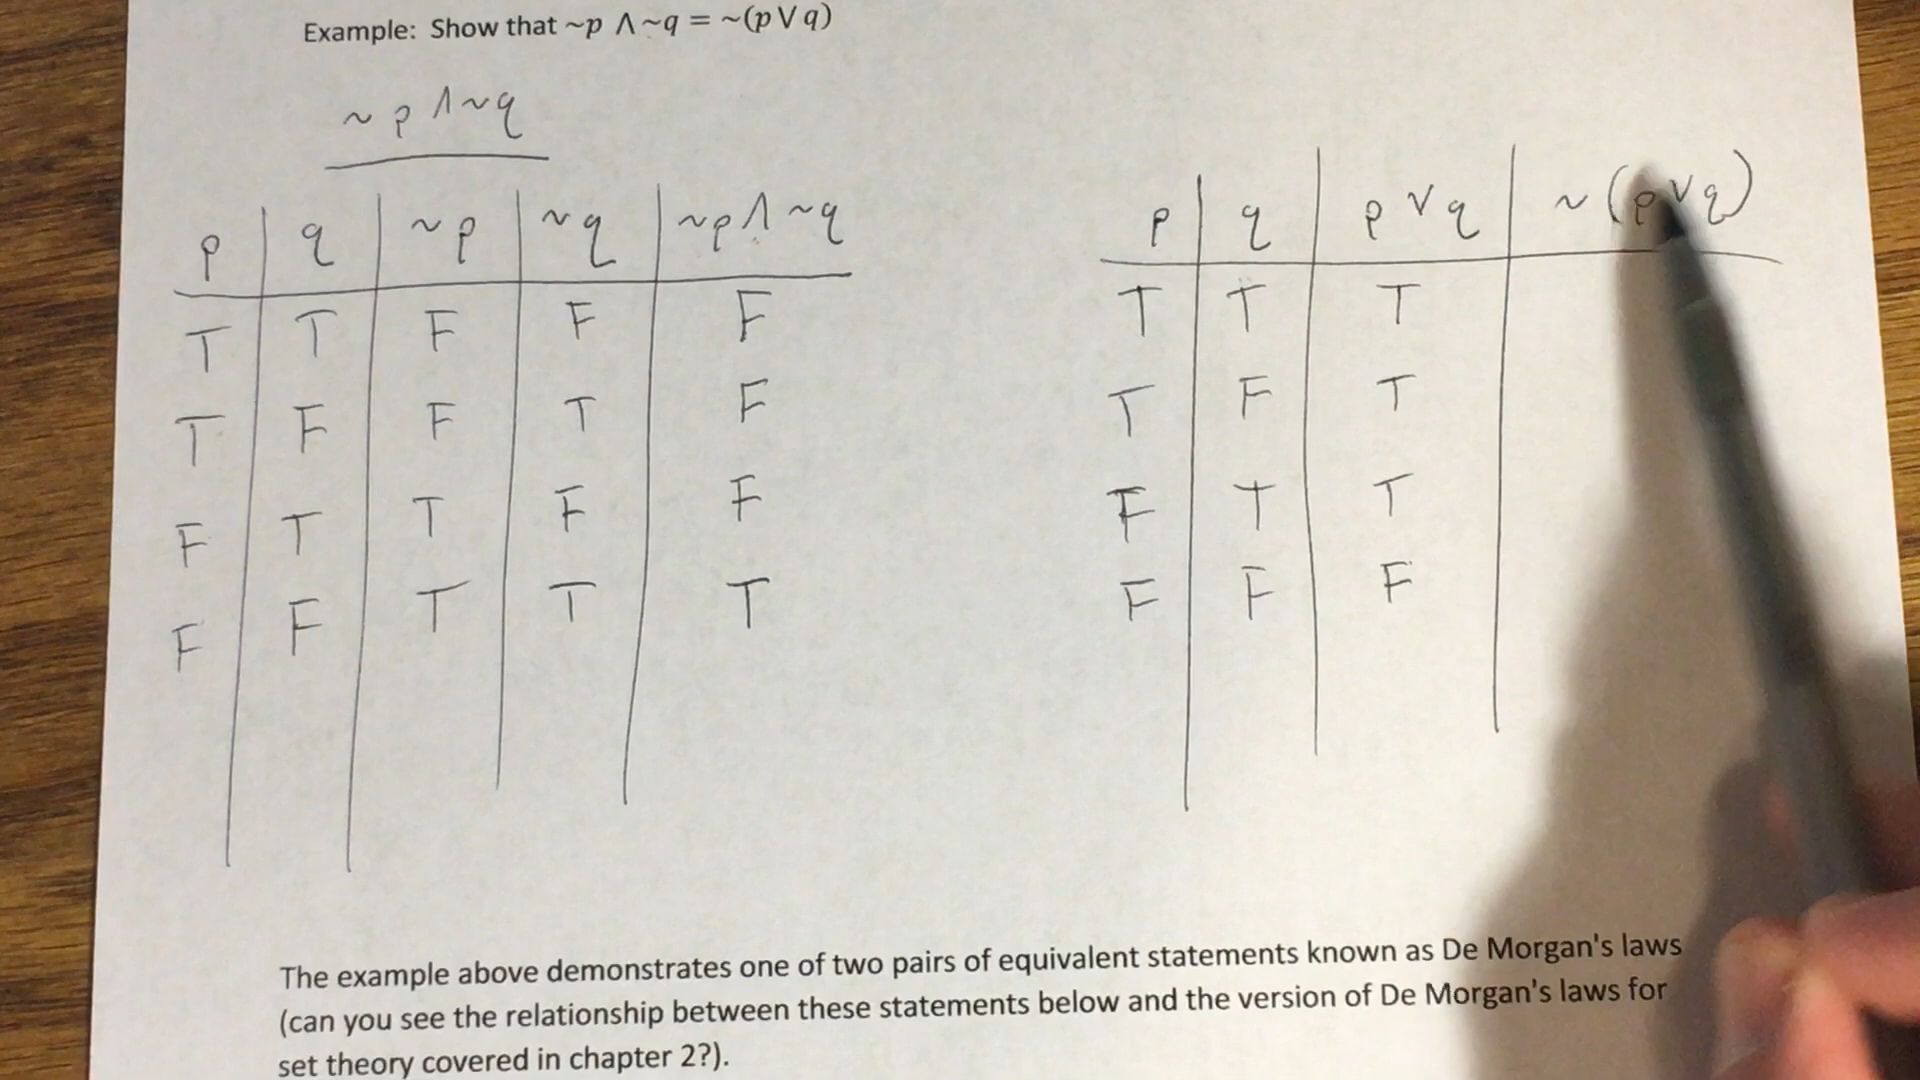 Example: Show that ~p ∧ ~q = ~(p ∨ q)
~p ∧ ~q
p q ~p ~q ~p ∧ ~q
T T F F F
T F F T F
F T T F F
F F T T T
p q p ∨ q ~(p ∨ q)
T T T
T F T
F T T
F F F
The example above demonstrates one of two pairs of equivalent statements known as De Morgan's laws
(can you see the relationship between these statements below and the version of De Morgan's laws for
set theory covered in chapter 2?).